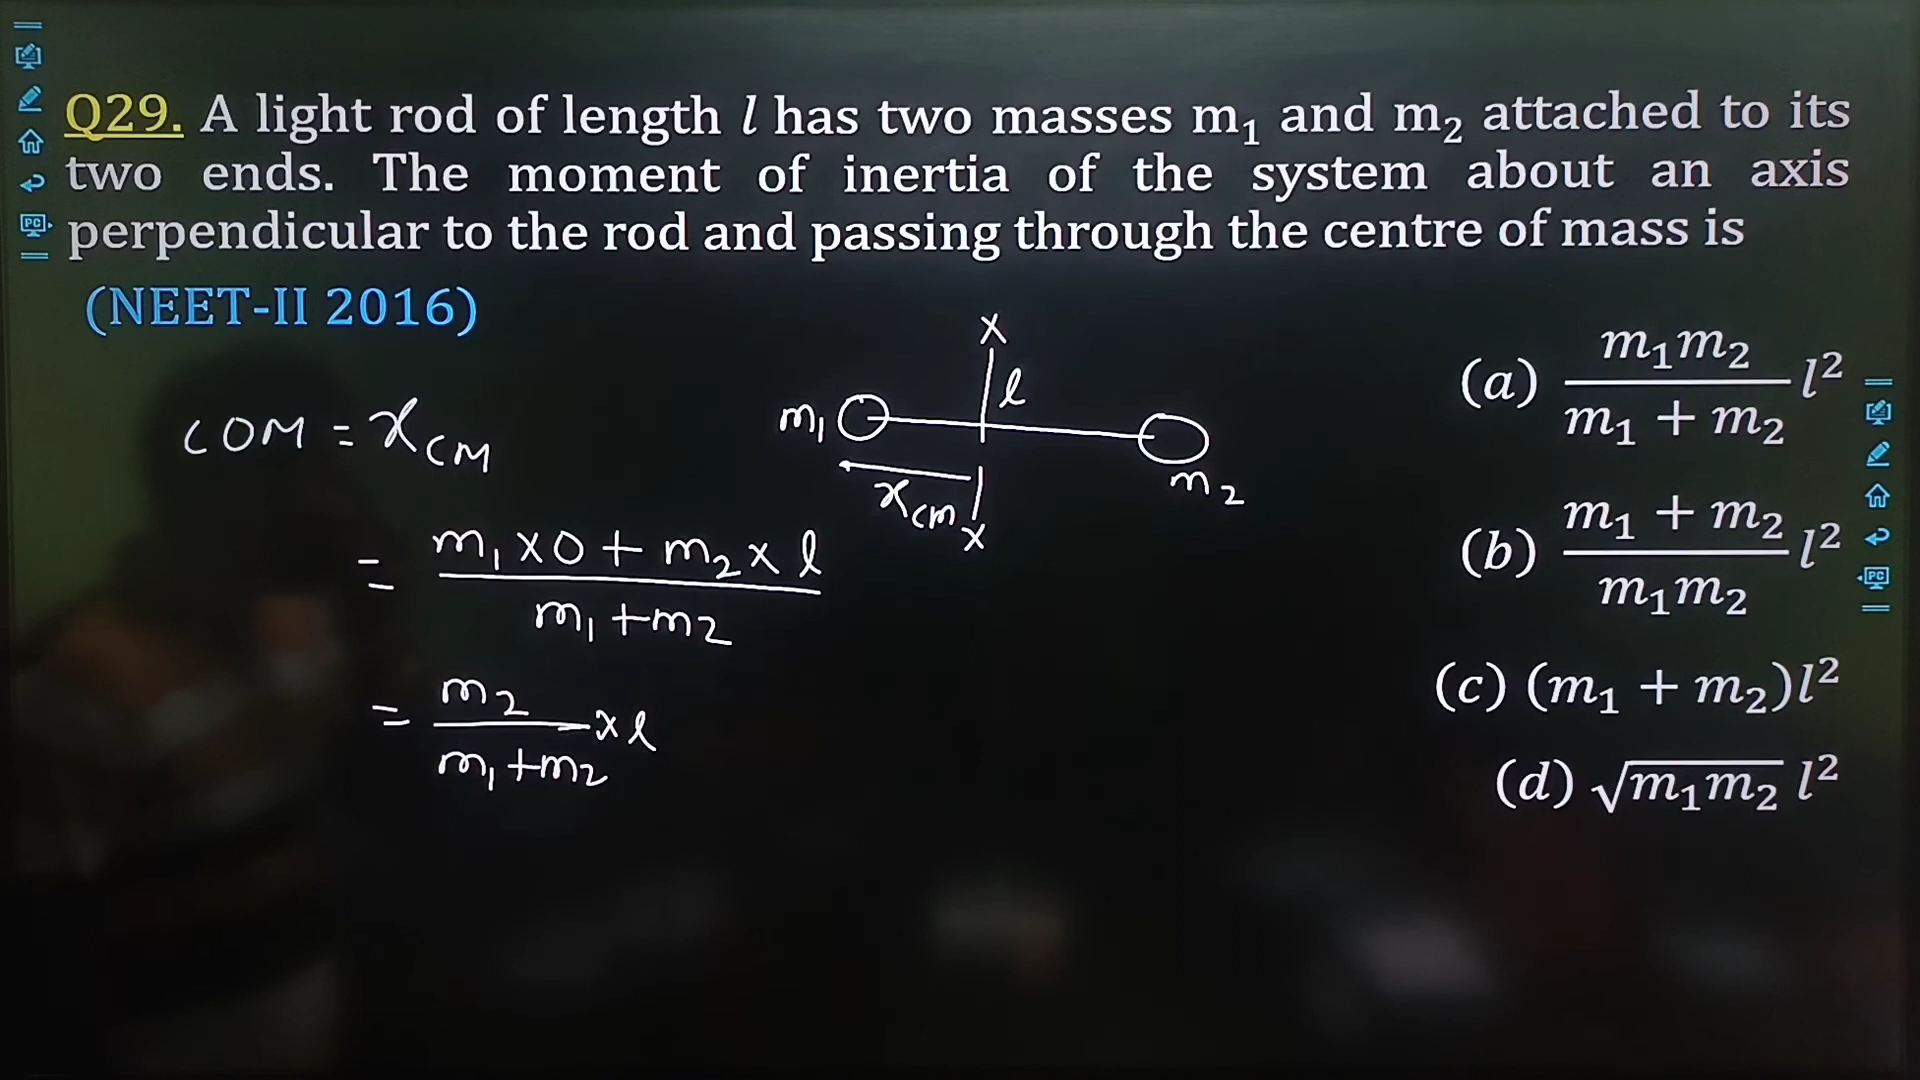 Q29. A light rod of length l has two masses m₁ and m₂ attached to its
two ends. The moment of inertia of the system about an axis
perpendicular to the rod and passing through the centre of mass is
(NEET-II 2016)
COM = x_CM
= (m₁ × 0 + m₂ × l) / (m₁ + m₂)
= m₂ / (m₁ + m₂) × l
x
l
m₁
m₂
x_cm
x
(a) (m₁m₂) / (m₁ + m₂) l²
(b) (m₁ + m₂) / (m₁m₂) l²
(c) (m₁ + m₂)l²
(d) √(m₁m₂) l²
PC
PC